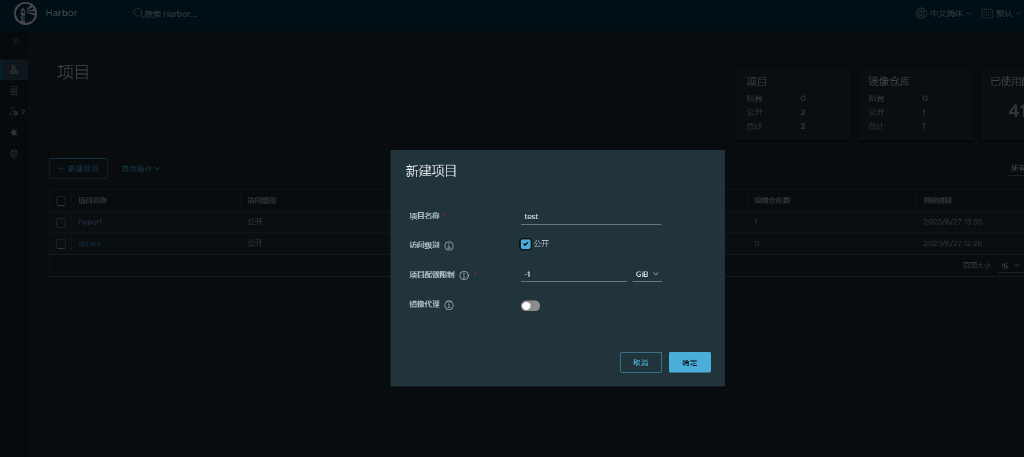 Harbor
搜索 Harbor...
中文简体
默认
项目
项目
私有 0
公开 2
总计 2
镜像仓库
私有 0
公开 1
总计 1
已使用
41
+ 新建项目
其他操作
所有
项目名称 访问级别 镜像仓库数 创建时间
hyperf 公开 1 2023/6/27 13:38
library 公开 0 2023/6/27 12:26
页面大小 15
新建项目
项目名称 * test
访问级别 公开
项目配额限制 * -1 GiB
镜像代理
取消
确定